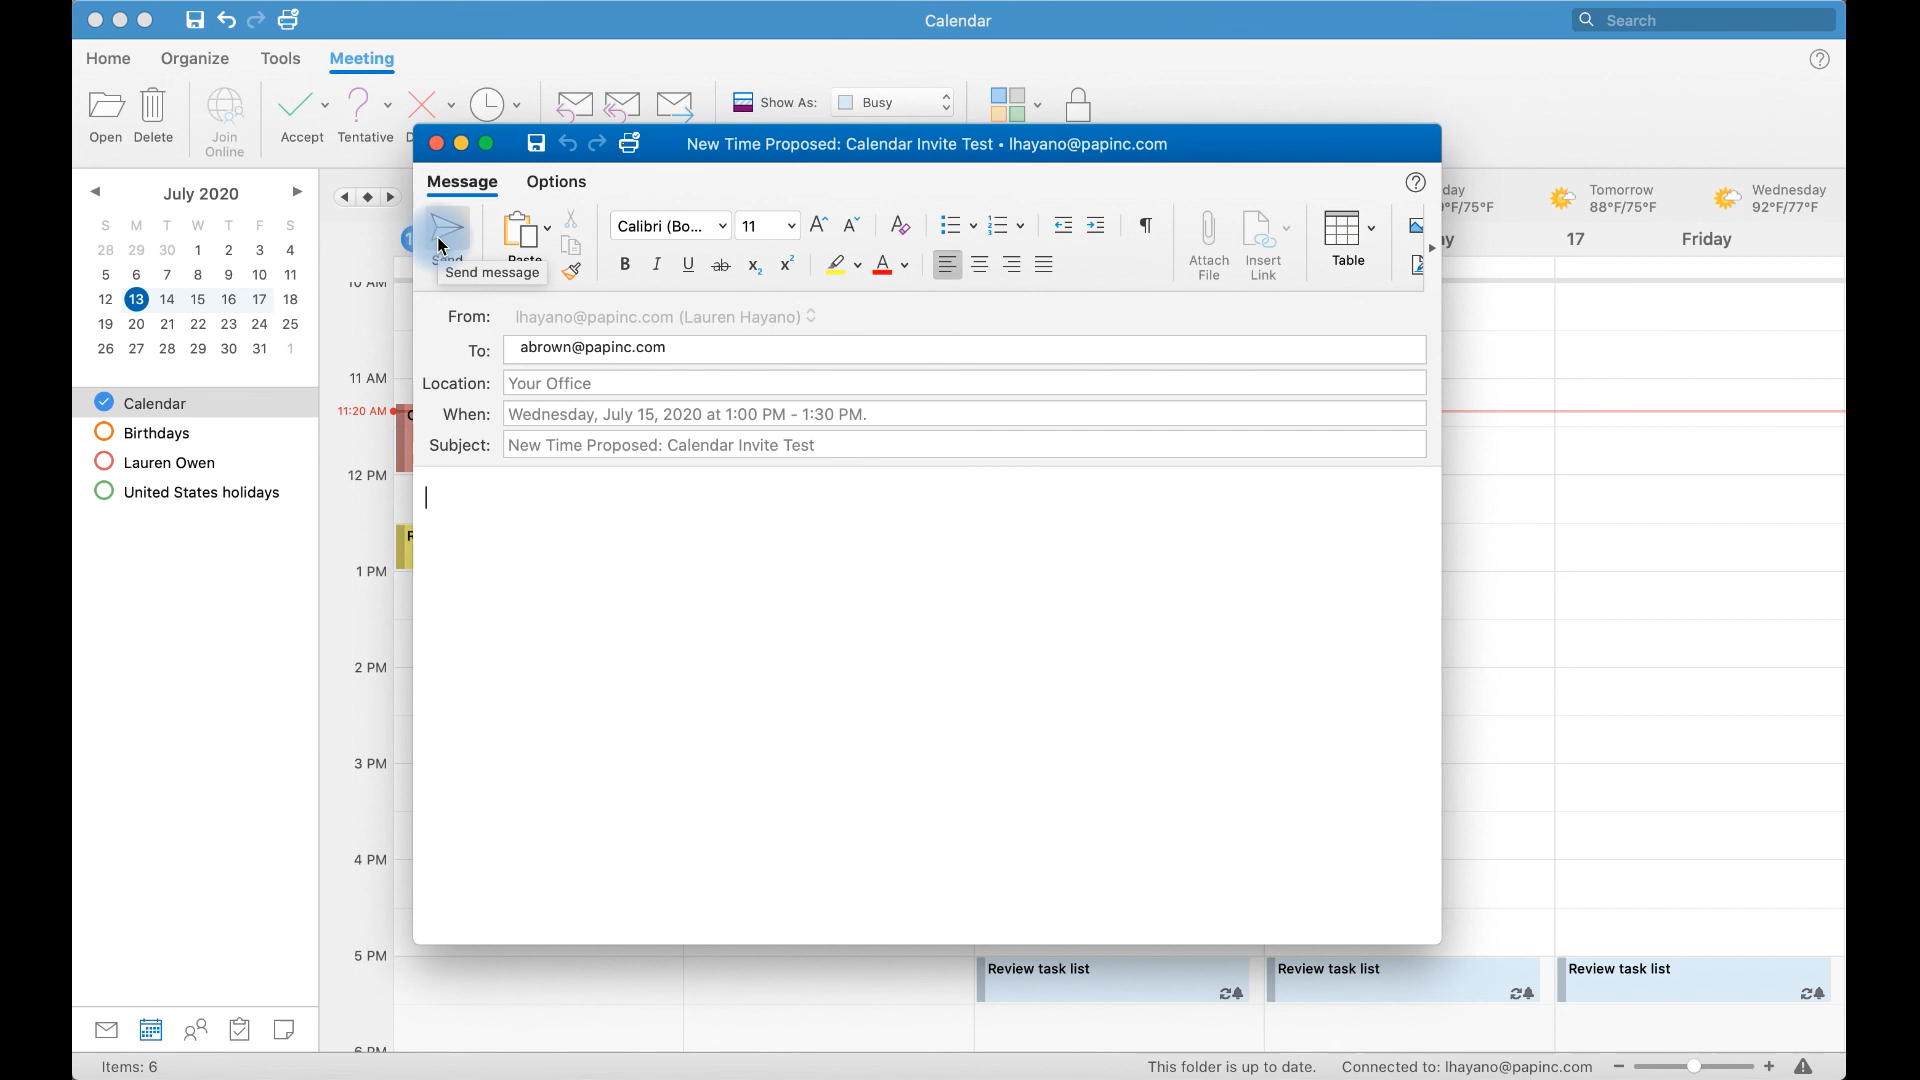 Calendar
Search
Home Organize Tools Meeting
Open Delete Join Online Accept Tentative
Show As: Busy
New Time Proposed: Calendar Invite Test • lhayano@papinc.com
Message Options
Send Paste
Send message
Calibri (Bo... 11
Attach File Insert Link Table
July 2020
S M T W T F S
28 29 30 1 2 3 4
5 6 7 8 9 10 11
12 13 14 15 16 17 18
19 20 21 22 23 24 25
26 27 28 29 30 31 1
Calendar
Birthdays
Lauren Owen
United States holidays
°F/75°F
Tomorrow
88°F/75°F
Wednesday
92°F/77°F
17 Friday
From: lhayano@papinc.com (Lauren Hayano)
To: abrown@papinc.com
Location: Your Office
When: Wednesday, July 15, 2020 at 1:00 PM - 1:30 PM.
Subject: New Time Proposed: Calendar Invite Test
10 AM
11 AM
11:20 AM
12 PM
1 PM
2 PM
3 PM
4 PM
5 PM
6 PM
Review task list
Review task list
Review task list
Items: 6
This folder is up to date.
Connected to: lhayano@papinc.com